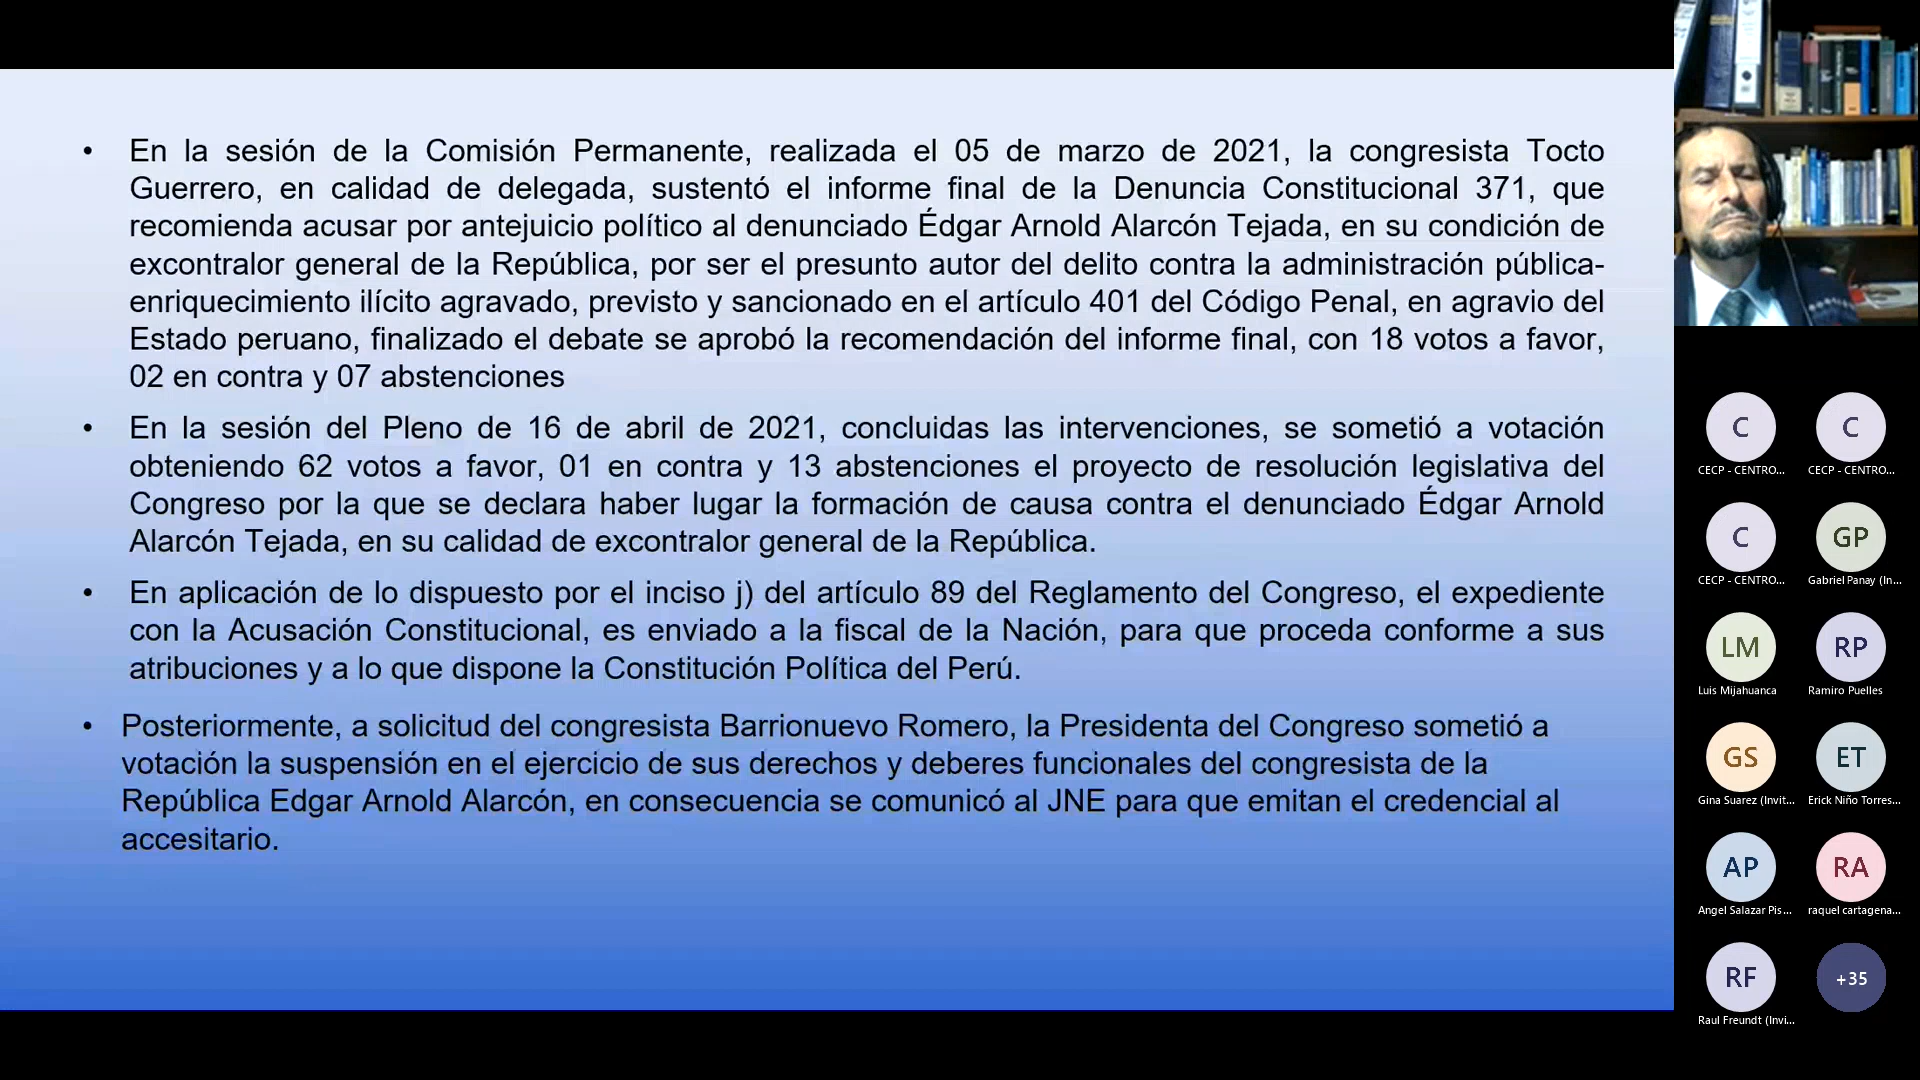 • En la sesión de la Comisión Permanente, realizada el 05 de marzo de 2021, la congresista Tocto
Guerrero, en calidad de delegada, sustentó el informe final de la Denuncia Constitucional 371, que
recomienda acusar por antejuicio político al denunciado Édgar Arnold Alarcón Tejada, en su condición de
excontralor general de la República, por ser el presunto autor del delito contra la administración pública-
enriquecimiento ilícito agravado, previsto y sancionado en el artículo 401 del Código Penal, en agravio del
Estado peruano, finalizado el debate se aprobó la recomendación del informe final, con 18 votos a favor,
02 en contra y 07 abstenciones
• En la sesión del Pleno de 16 de abril de 2021, concluidas las intervenciones, se sometió a votación
obteniendo 62 votos a favor, 01 en contra y 13 abstenciones el proyecto de resolución legislativa del
Congreso por la que se declara haber lugar la formación de causa contra el denunciado Édgar Arnold
Alarcón Tejada, en su calidad de excontralor general de la República.
• En aplicación de lo dispuesto por el inciso j) del artículo 89 del Reglamento del Congreso, el expediente
con la Acusación Constitucional, es enviado a la fiscal de la Nación, para que proceda conforme a sus
atribuciones y a lo que dispone la Constitución Política del Perú.
• Posteriormente, a solicitud del congresista Barrionuevo Romero, la Presidenta del Congreso sometió a
votación la suspensión en el ejercicio de sus derechos y deberes funcionales del congresista de la
República Edgar Arnold Alarcón, en consecuencia se comunicó al JNE para que emitan el credencial al
accesitario.
C
CECP - CENTRO...
C
CECP - CENTRO...
C
CECP - CENTRO...
GP
Gabriel Panay (In...
LM
Luis Mijahuanca
RP
Ramiro Puelles
GS
Gina Suarez (Invit...
ET
Erick Niño Torres...
AP
Angel Salazar Pis...
RA
raquel cartagena...
RF
Raul Freundt (Invi...
+35